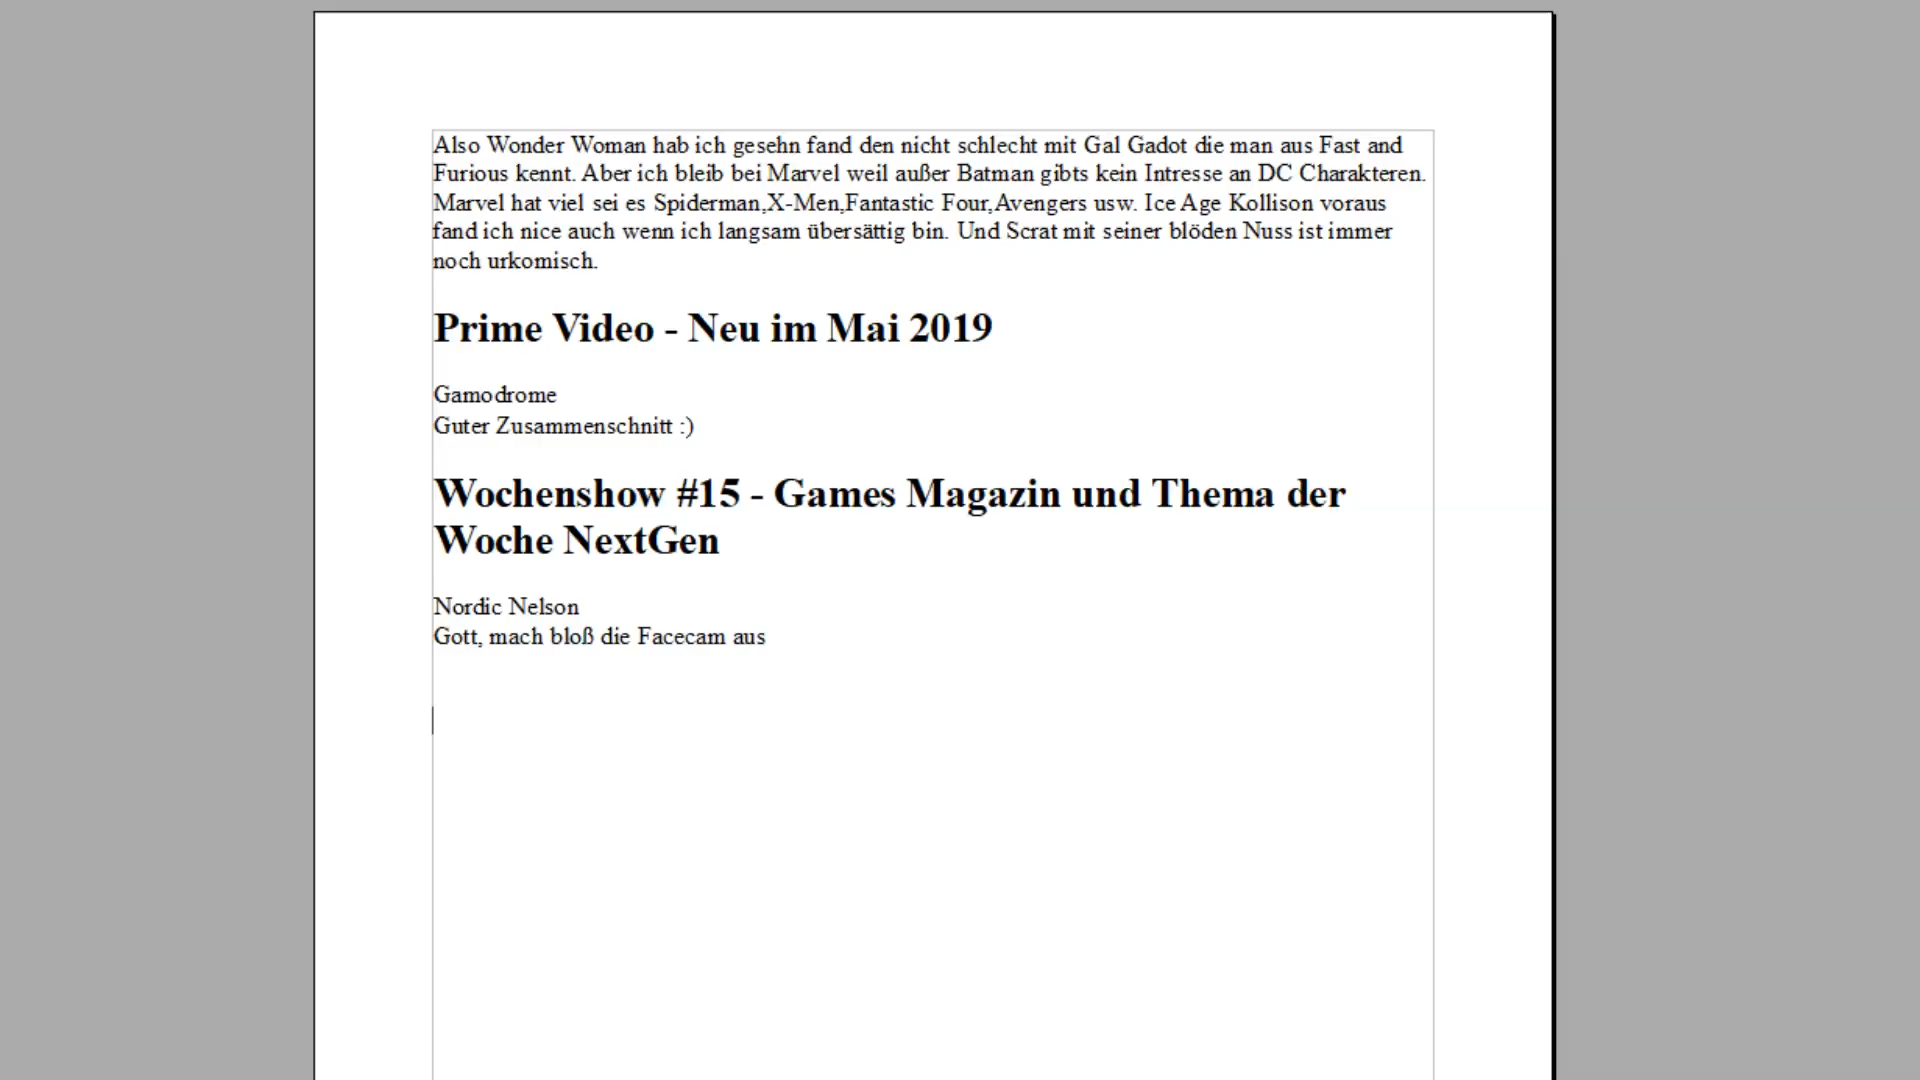 Also Wonder Woman hab ich gesehn fand den nicht schlecht mit Gal Gadot die man aus Fast and
Furious kennt. Aber ich bleib bei Marvel weil außer Batman gibts kein Intresse an DC Charakteren.
Marvel hat viel sei es Spiderman,X-Men,Fantastic Four,Avengers usw. Ice Age Kollison voraus
fand ich nice auch wenn ich langsam übersättig bin. Und Scrat mit seiner blöden Nuss ist immer
noch urkomisch.
Prime Video - Neu im Mai 2019
Gamodrome
Guter Zusammenschnitt :)
Wochenshow #15 - Games Magazin und Thema der
Woche NextGen
Nordic Nelson
Gott, mach bloß die Facecam aus